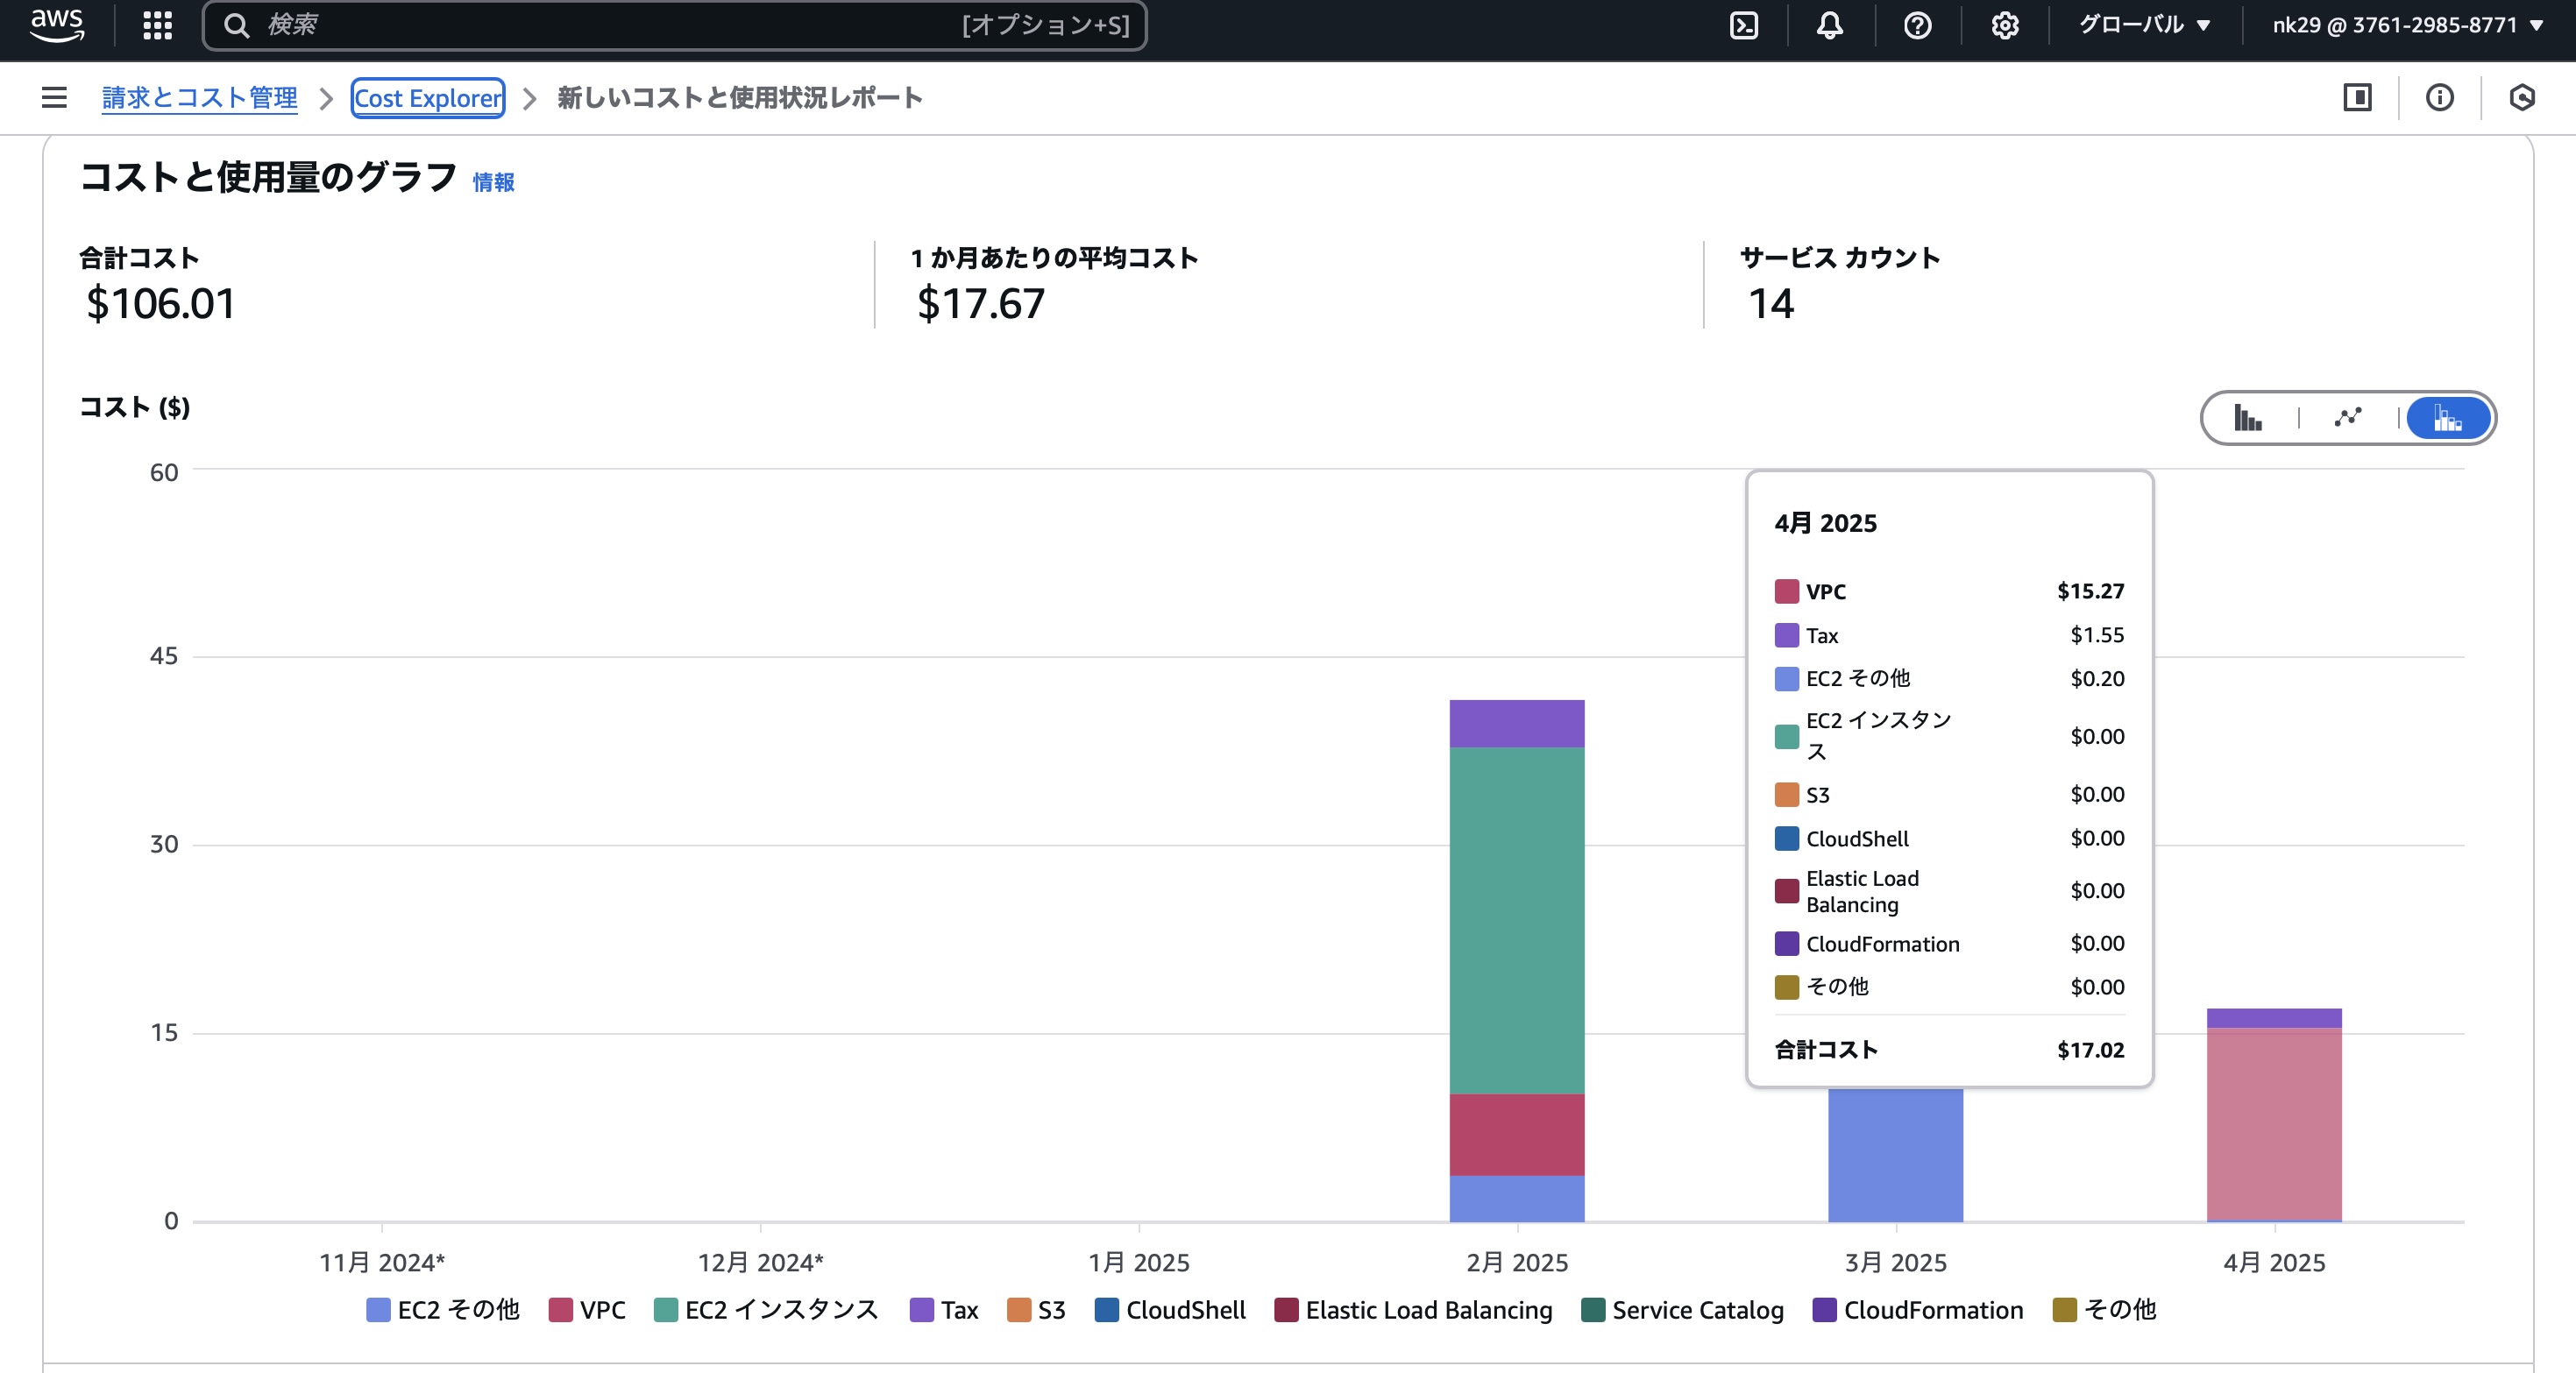 aws
検索
[オプション+S]
グローバル
nk29 @ 3761-2985-8771
請求とコスト管理
Cost Explorer
新しいコストと使用状況レポート
コストと使用量のグラフ 情報
合計コスト
$106.01
1 か月あたりの平均コスト
$17.67
サービス カウント
14
コスト ($)
60
45
30
15
0
4月 2025
VPC $15.27
Tax $1.55
EC2 その他 $0.20
EC2 インスタン
ス
$0.00
S3 $0.00
CloudShell $0.00
Elastic Load
Balancing
$0.00
CloudFormation $0.00
その他 $0.00
合計コスト $17.02
11月 2024* 12月 2024* 1月 2025 2月 2025 3月 2025 4月 2025
EC2 その他 VPC EC2 インスタンス Tax S3 CloudShell Elastic Load Balancing Service Catalog CloudFormation その他